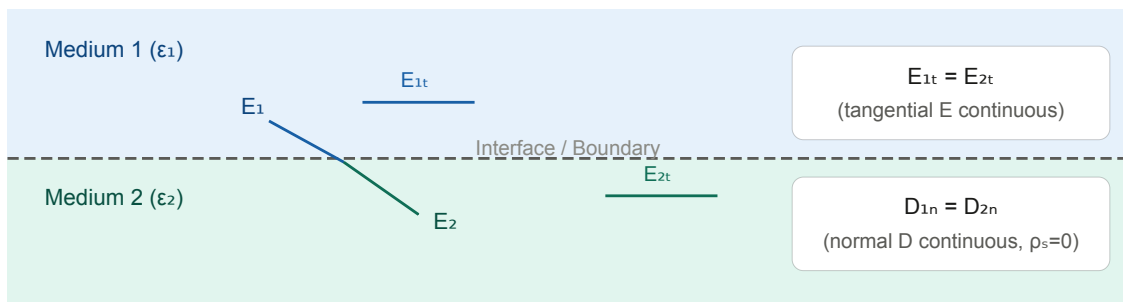 Medium 1 (ε₁)
E₁ₜ
E₁
E₁ₜ = E₂ₜ
(tangential E continuous)
Interface / Boundary
E₂ₜ
Medium 2 (ε₂)
E₂
D₁ₙ = D₂ₙ
(normal D continuous, ρₛ=0)